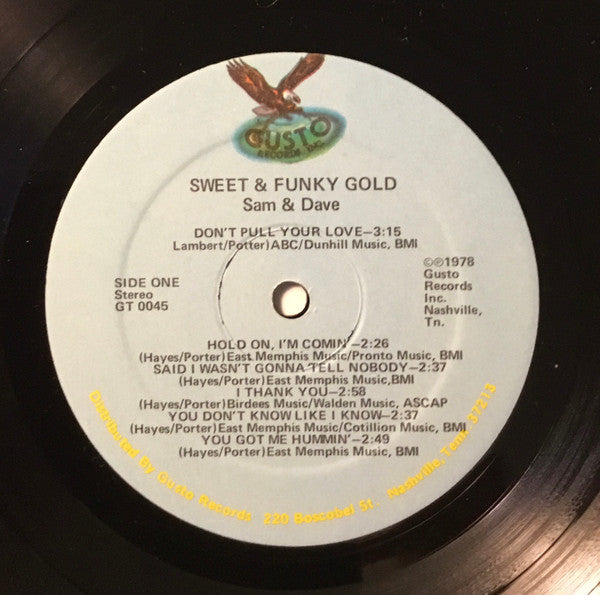 GUSTO
RECORDS INC.
SWEET & FUNKY GOLD
Sam & Dave
DON'T PULL YOUR LOVE—3:15
Lambert/Potter)ABC/Dunhill Music, BMI
SIDE ONE
Stereo
GT 0045
©℗1978
Gusto
Records
Inc.
Nashville,
Tn.
HOLD ON, I'M COMIN'—2:26
(Hayes/Porter)East Memphis Music/Pronto Music, BMI
SAID I WASN'T GONNA TELL NOBODY—2:37
(Hayes/Porter)East Memphis Music,BMI
I THANK YOU—2:58
(Hayes/Porter)Birdees Music/Walden Music, ASCAP
YOU DON'T KNOW LIKE I KNOW—2:37
(Hayes/Porter)East Memphis Music/Cotillion Music, BMI
YOU GOT ME HUMMIN'—2:49
(Hayes/Porter)East Memphis Music, BMI
Distributed By Gusto Records 220 Boscobel St. Nashville, Tenn 37213